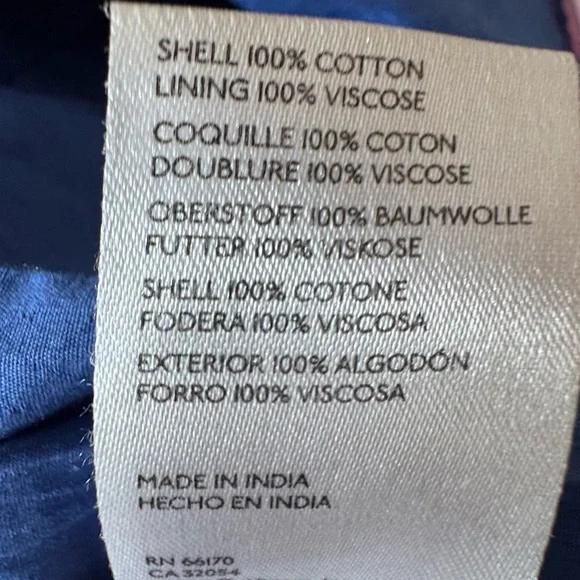 SHELL 100% COTTON
LINING 100% VISCOSE
COQUILLE 100% COTON
DOUBLURE 100% VISCOSE
OBERSTOFF 100% BAUMWOLLE
FUTTER 100% VISKOSE
SHELL 100% COTONE
FODERA 100% VISCOSA
EXTERIOR 100% ALGODÓN
FORRO 100% VISCOSA
MADE IN INDIA
HECHO EN INDIA
RN 66170
CA 32054